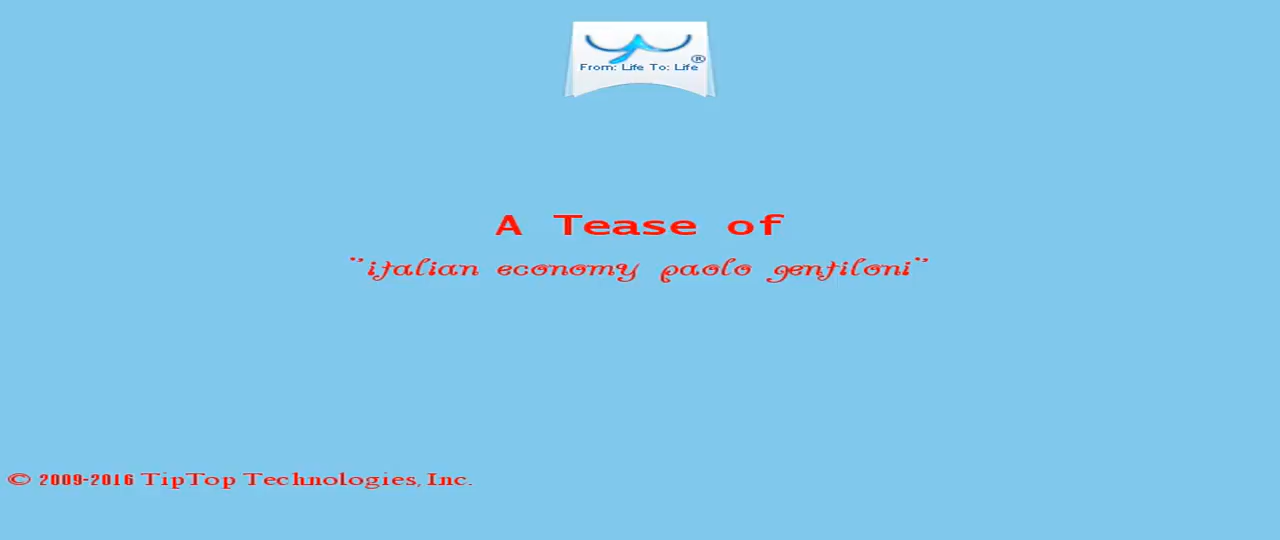 From: Life To: Life ®
A Tease of
"italian economy paolo gentiloni"
© 2009-2016 TipTop Technologies, Inc.